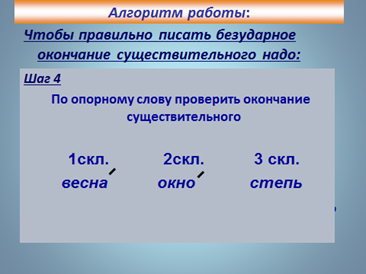 Алгоритм работы:
Чтобы правильно писать безударное
окончание существительного надо:
Шаг 4
По опорному слову проверить окончание
существительного
1скл. 2скл. 3 скл.
весна окно степь